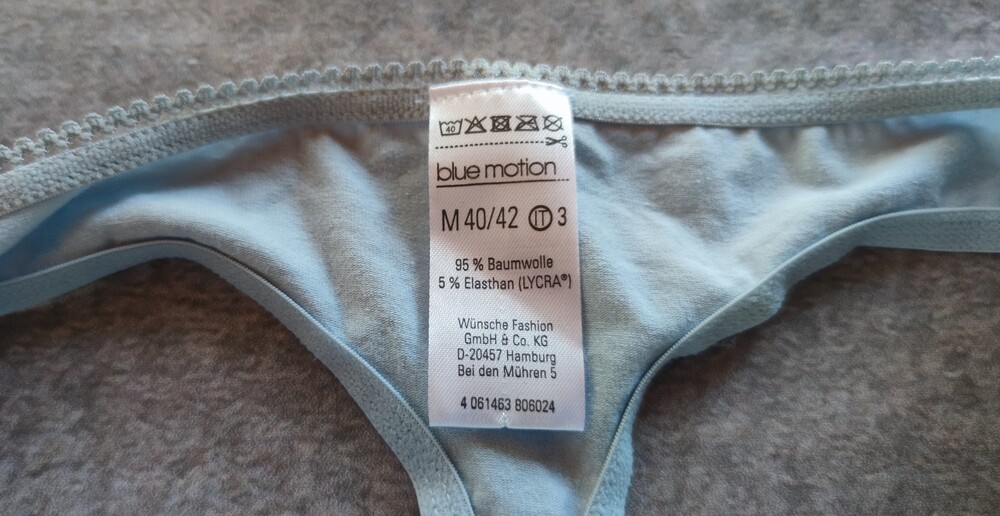 40
blue motion
M 40/42 IT 3
95 % Baumwolle
5 % Elasthan (LYCRA®)
Wünsche Fashion
GmbH & Co. KG
D-20457 Hamburg
Bei den Mühren 5
4 061463 806024